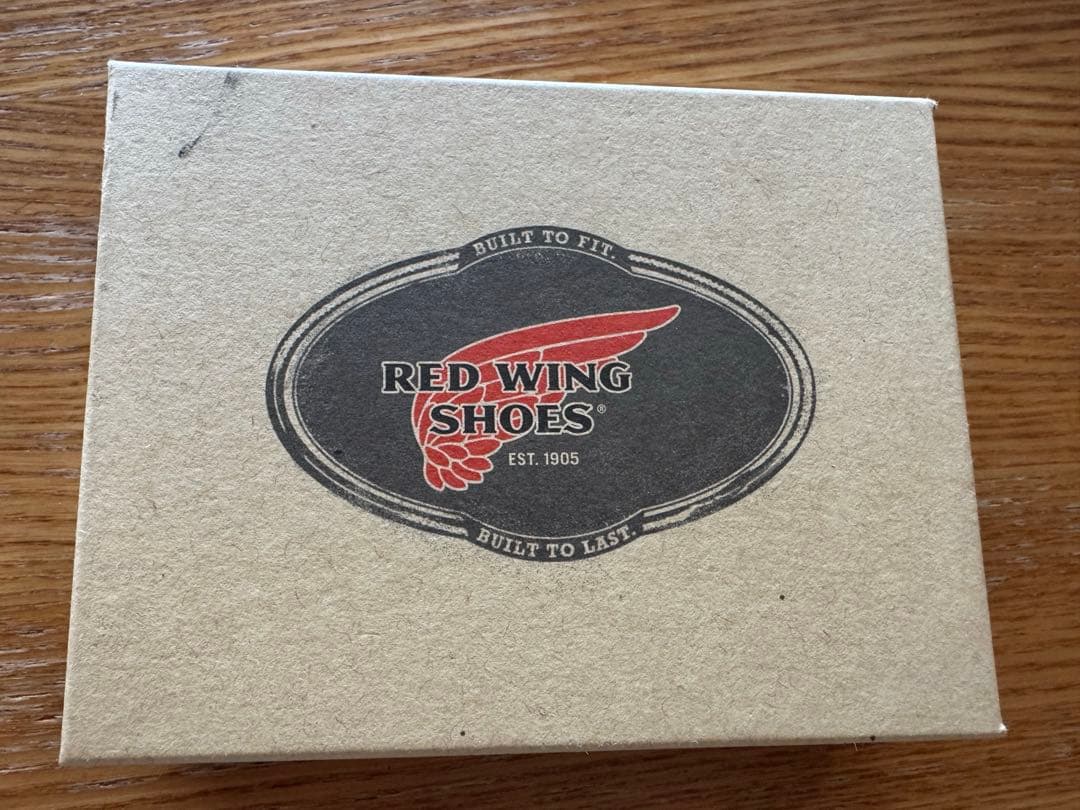 BUILT TO FIT.
RED WING
SHOES®
EST. 1905
BUILT TO LAST.